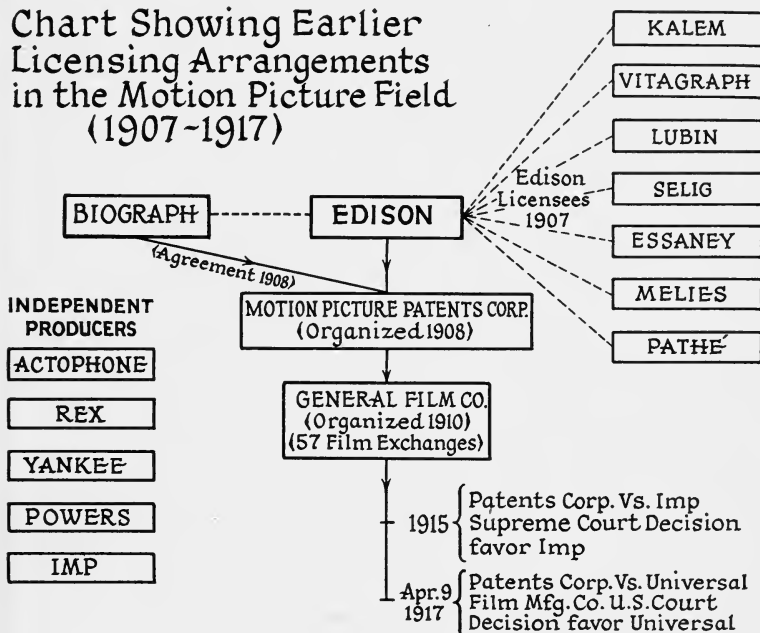 Chart Showing Earlier
Licensing Arrangements
in the Motion Picture Field
(1907-1917)
KALEM
VITAGRAPH
LUBIN
SELIG
ESSANEY
MELIES
PATHÉ
Edison
Licensees
1907
BIOGRAPH
EDISON
(Agreement 1908)
MOTION PICTURE PATENTS CORP.
(Organized 1908)
GENERAL FILM CO.
(Organized 1910)
(57 Film Exchanges)
INDEPENDENT
PRODUCERS
ACTOPHONE
REX
YANKEE
POWERS
IMP
1915
Patents Corp. Vs. Imp
Supreme Court Decision
favor Imp
Apr. 9
1917
Patents Corp. Vs. Universal
Film Mfg. Co. U.S. Court
Decision favor Universal